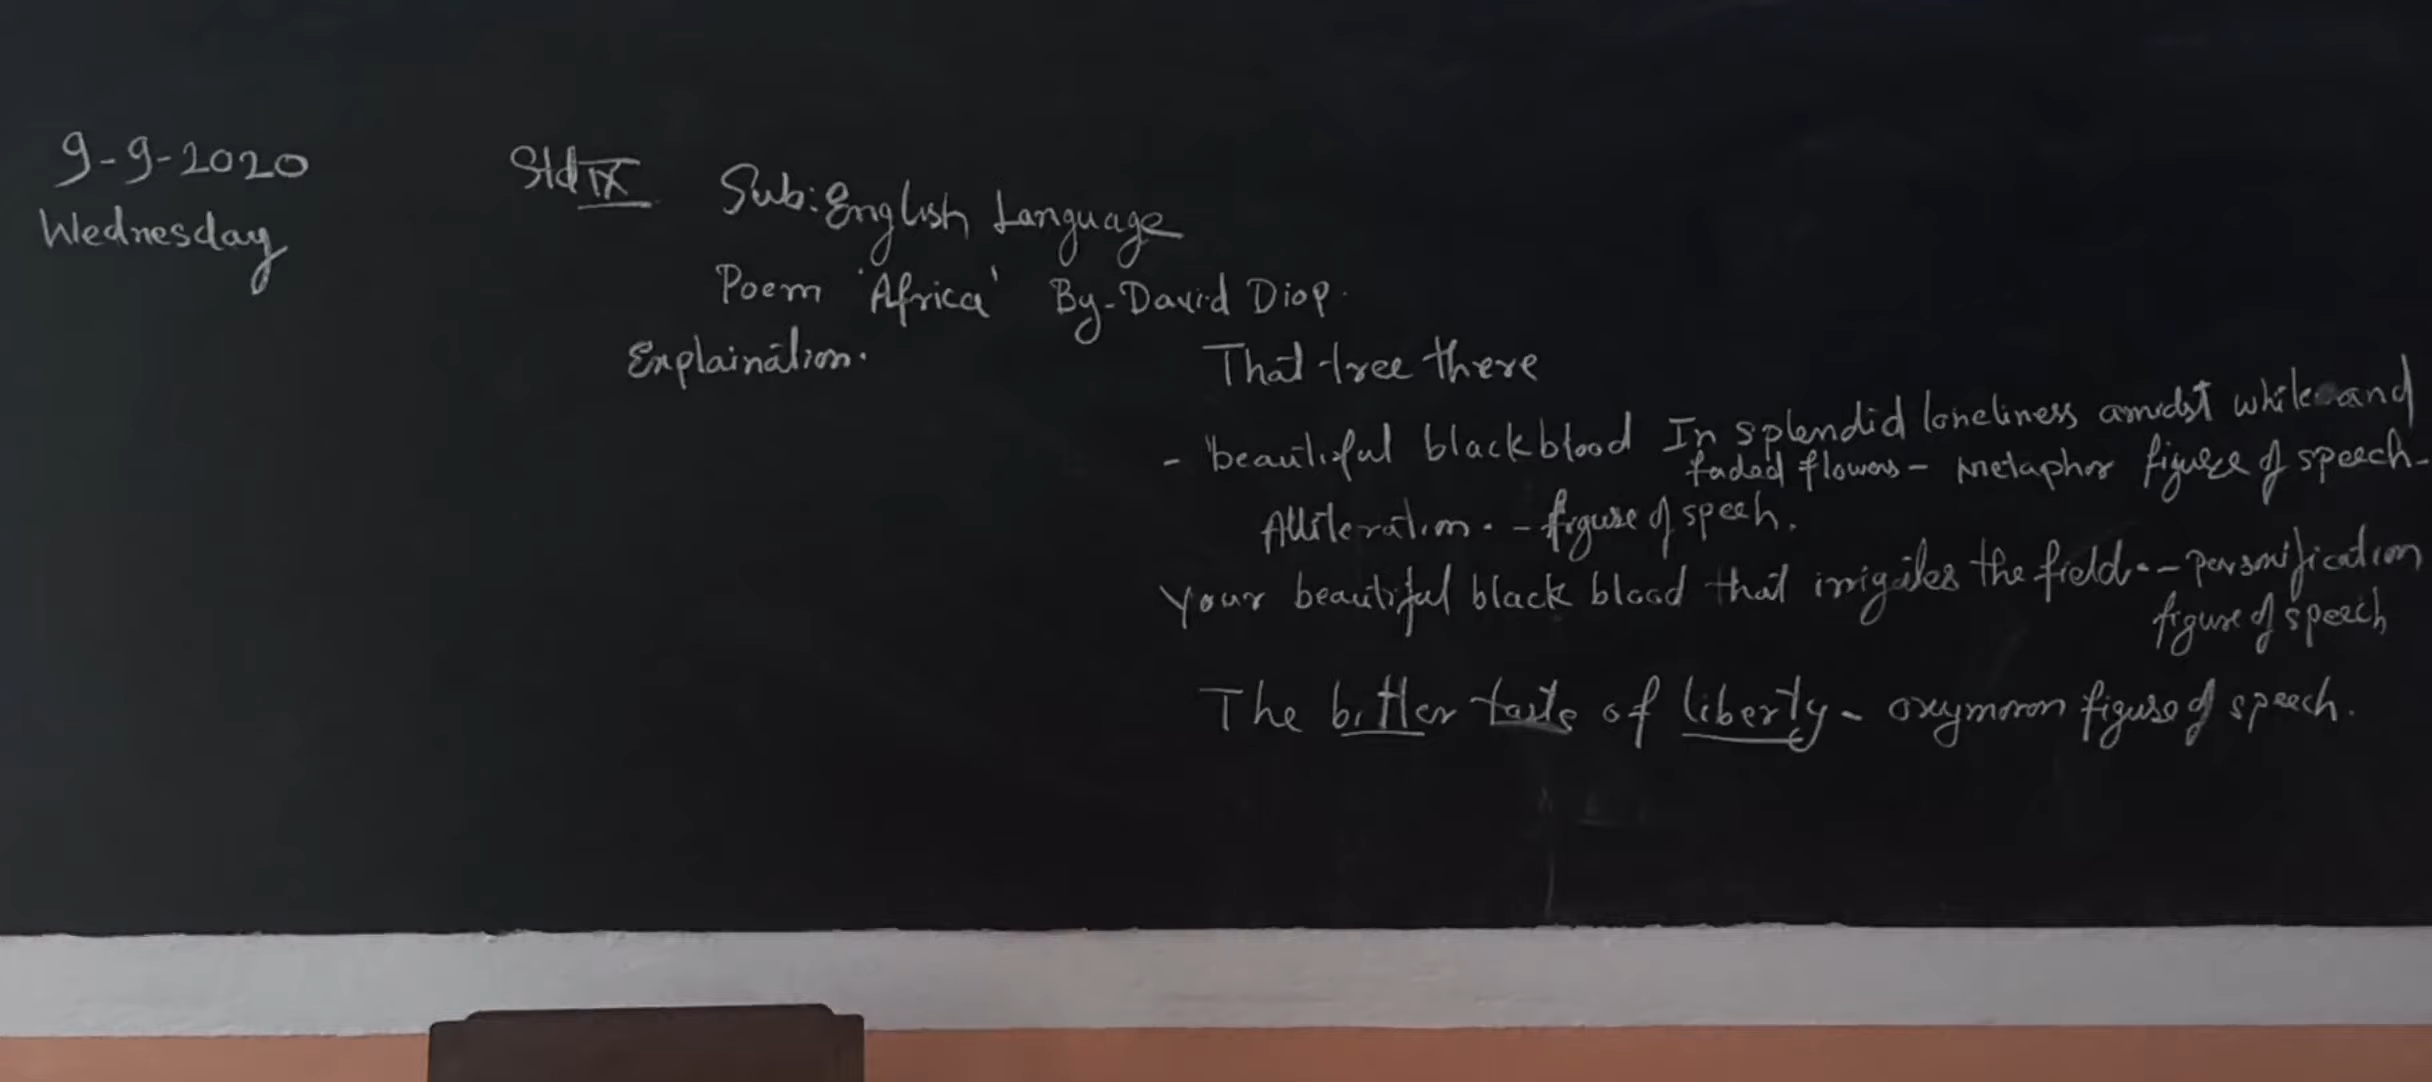 9-9-2020
Wednesday
Std IX
Sub: English Language
Poem 'Africa' By-David Diop.
Explaination.
That tree there
- beautiful black blood In splendid loneliness amidst white and
faded flowers - metaphor figure of speech-
Alliteration. - figure of speeh.
Your beautiful black blood that irrigates the field. - personification
figure of speech
The bitter taste of liberty - oxymoron figure of speech.